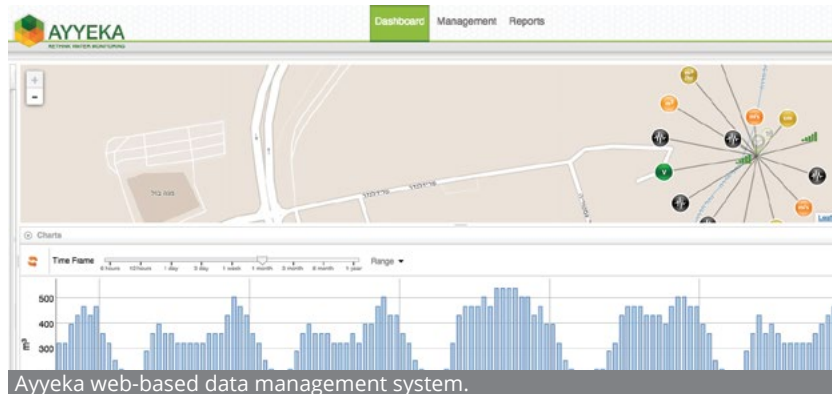 AYYEKA
RETHINK WATER MONITORING
Dashboard Management Reports
+
-
V
Charts
Time Frame
6 hours 12 hours 1 day 3 day 1 week 1 month 3 month 6 month 1 year
Range
500
400
300
m³
Ayyeka web-based data management system.